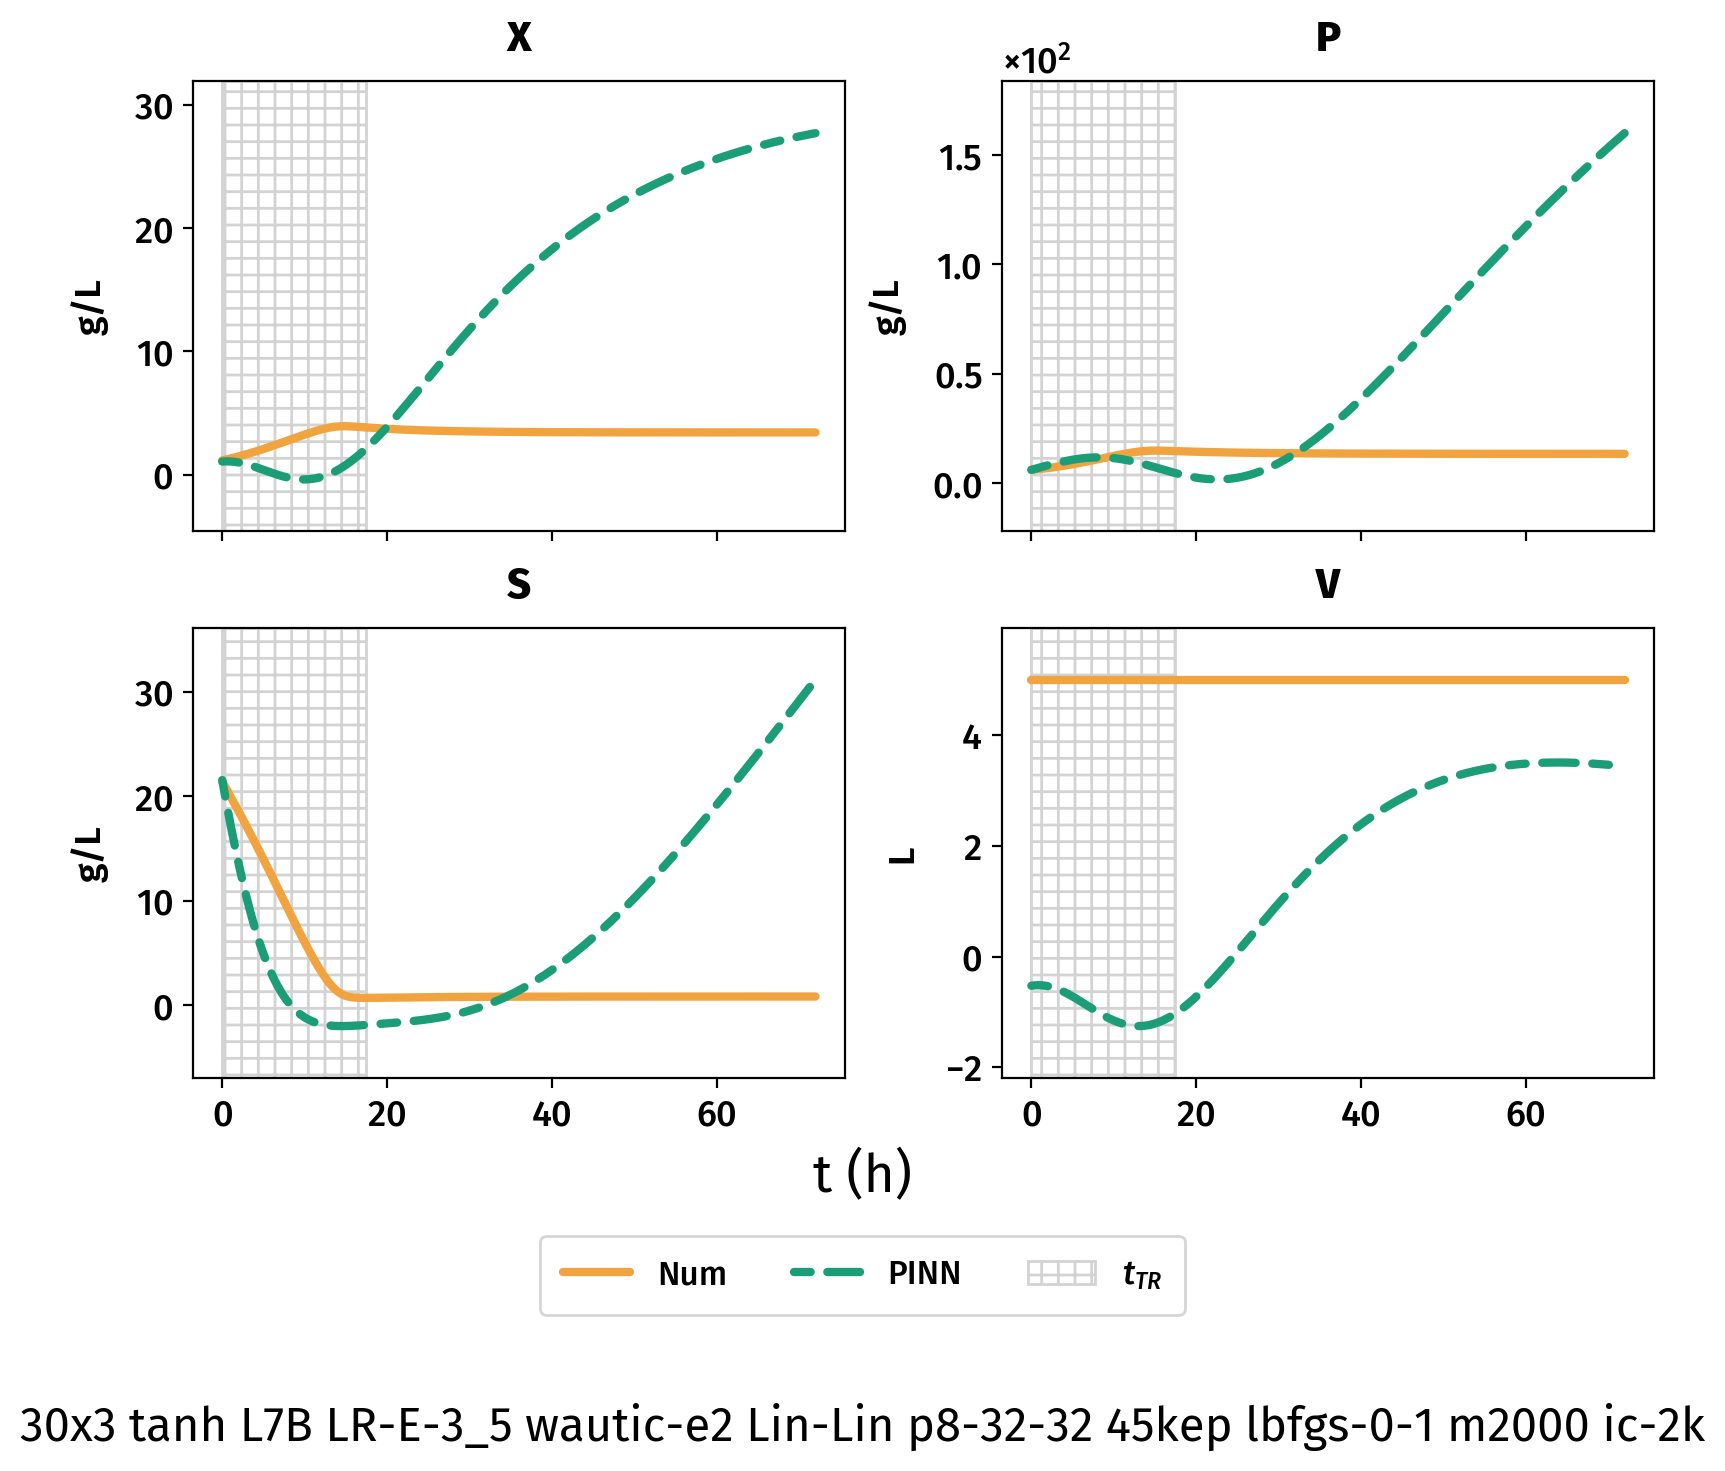 X
P
×10²
g/L
30
20
10
0
g/L
1.5
1.0
0.5
0.0
S
V
g/L
30
20
10
0
L
4
2
0
−2
0 20 40 60
0 20 40 60
t (h)
Num PINN t_TR
30x3 tanh L7B LR-E-3_5 wautic-e2 Lin-Lin p8-32-32 45kep lbfgs-0-1 m2000 ic-2k